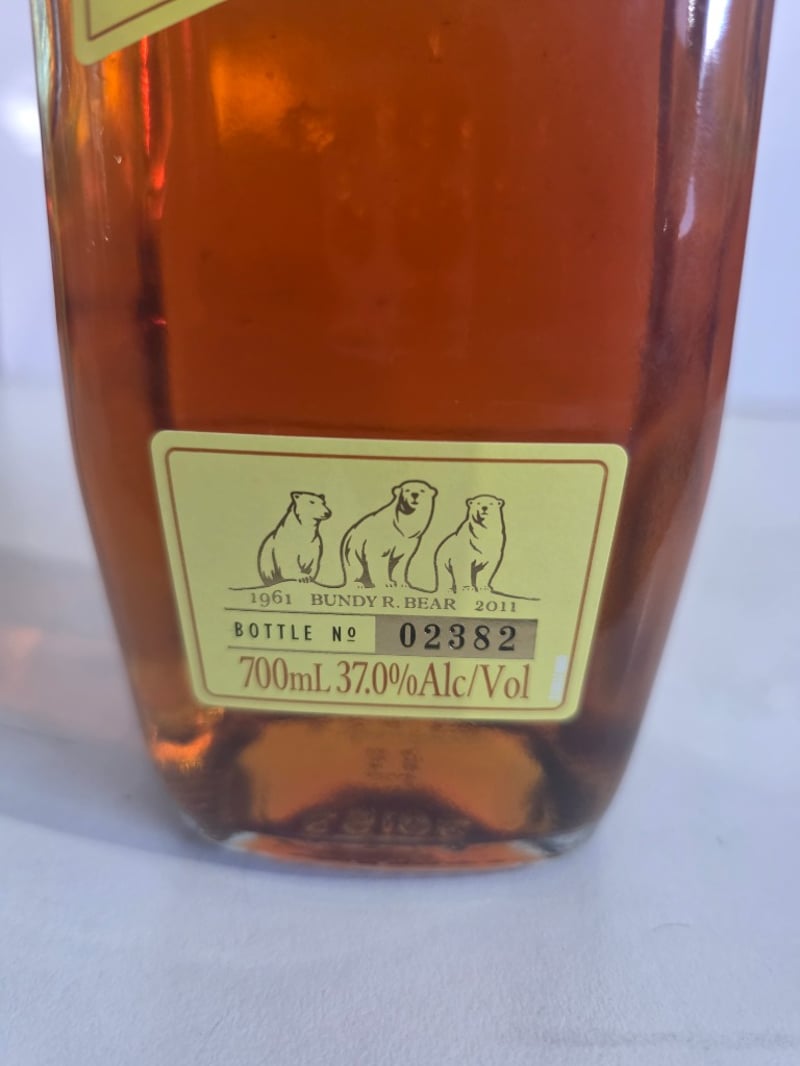 1961 BUNDY R. BEAR 2011
BOTTLE Nº 02382
700mL 37.0%Alc/Vol